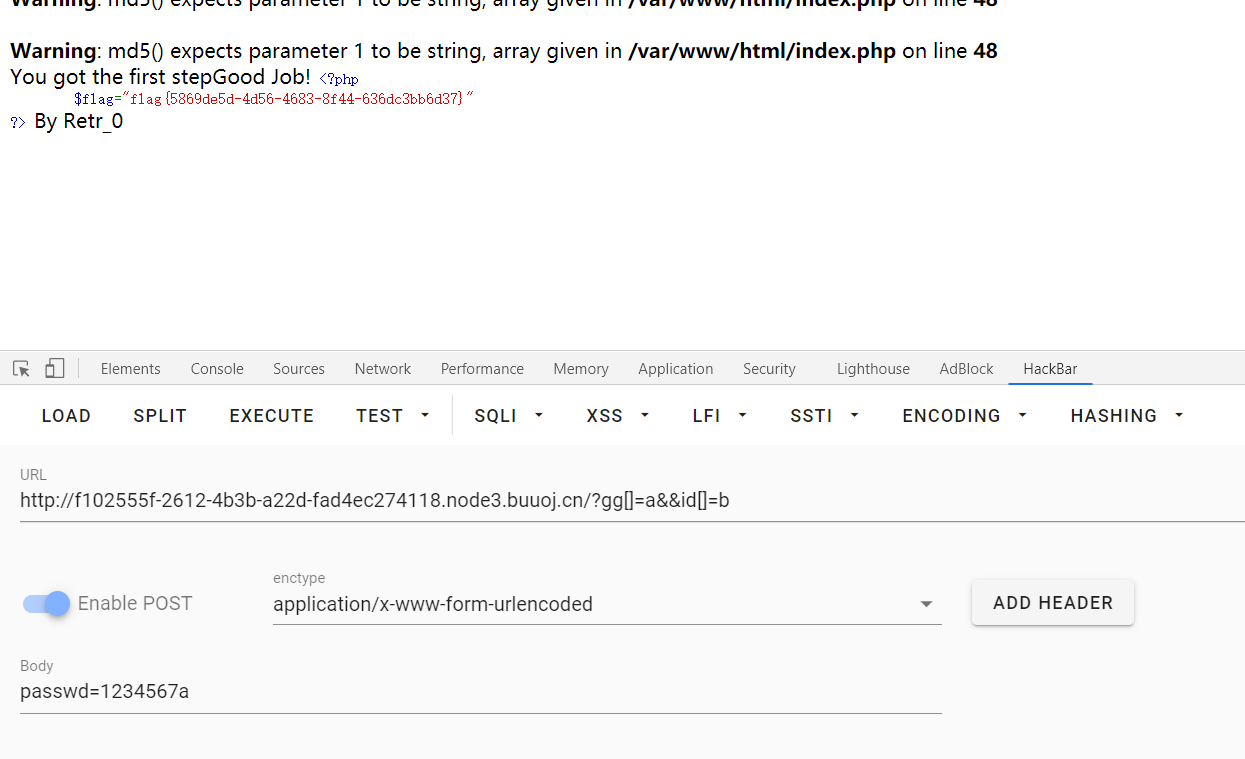 Warning: md5() expects parameter 1 to be string, array given in /var/www/html/index.php on line 48
Warning: md5() expects parameter 1 to be string, array given in /var/www/html/index.php on line 48
You got the first stepGood Job! <?php
$flag="flag{5869de5d-4d56-4683-8f44-636dc3bb6d37}"
?> By Retr_0
Elements Console Sources Network Performance Memory Application Security Lighthouse AdBlock HackBar
LOAD SPLIT EXECUTE TEST SQLI XSS LFI SSTI ENCODING HASHING
URL
http://f102555f-2612-4b3b-a22d-fad4ec274118.node3.buuoj.cn/?gg[]=a&&id[]=b
enctype
Enable POST application/x-www-form-urlencoded ADD HEADER
Body
passwd=1234567a